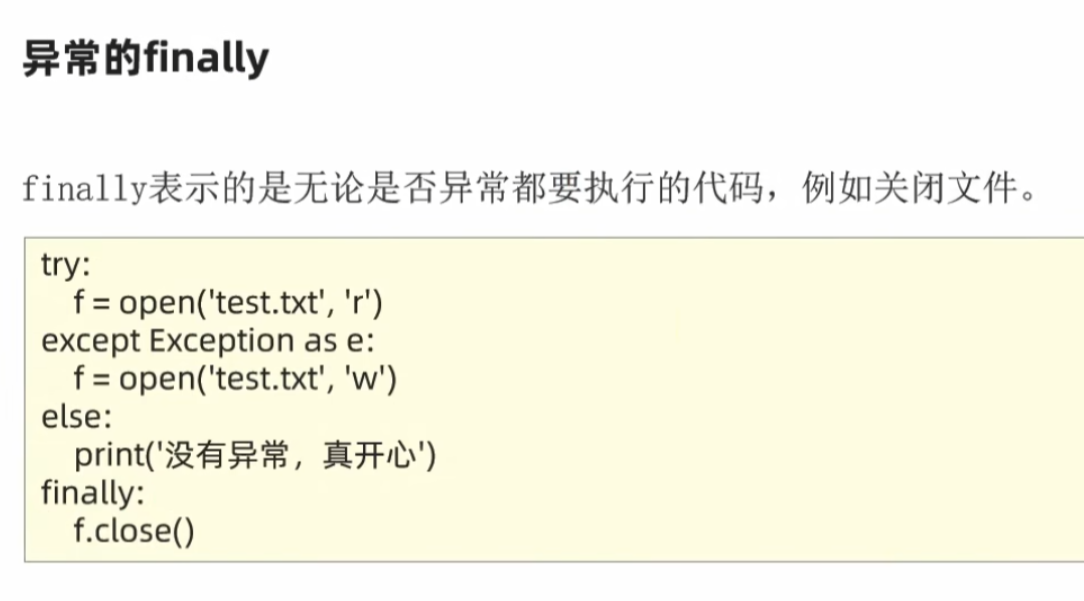 异常的finally
finally表示的是无论是否异常都要执行的代码，例如关闭文件。
try:
    f = open('test.txt', 'r')
except Exception as e:
    f = open('test.txt', 'w')
else:
    print('没有异常，真开心')
finally:
    f.close()